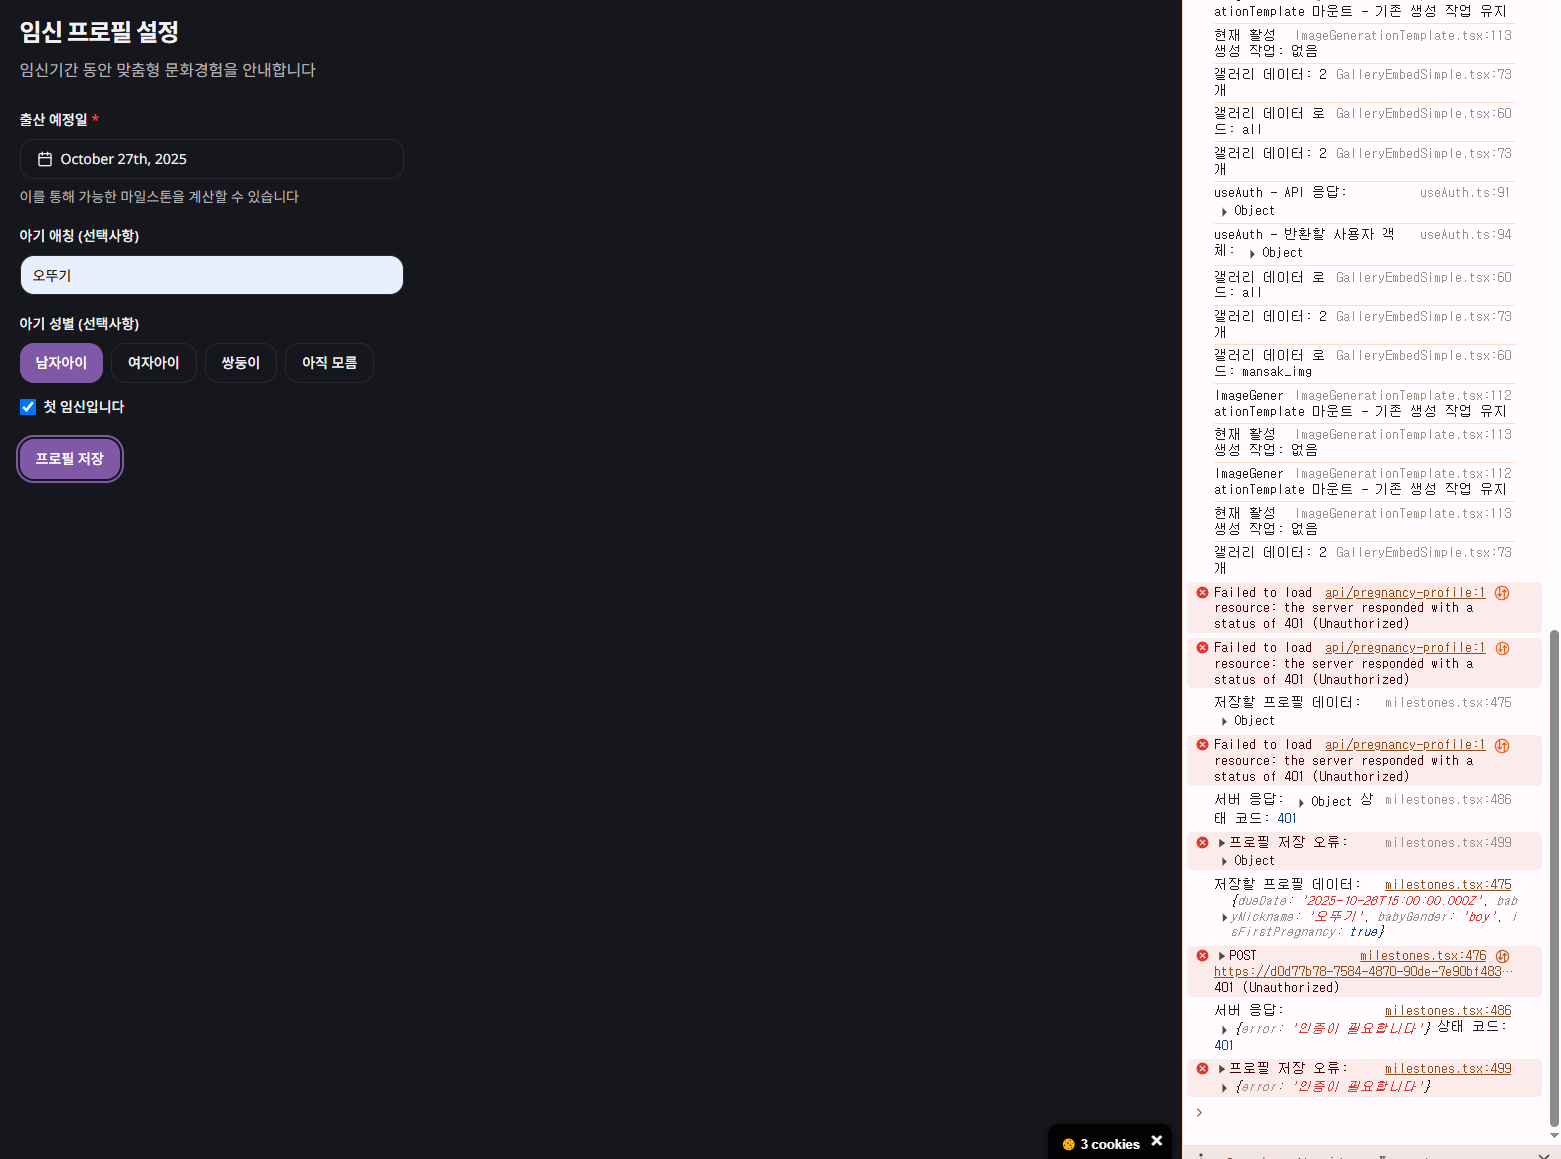 임신 프로필 설정
임신기간 동안 맞춤형 문화경험을 안내합니다
출산 예정일 *
October 27th, 2025
이를 통해 가능한 마일스톤을 계산할 수 있습니다
아기 애칭 (선택사항)
오뚜기
아기 성별 (선택사항)
남자아이 여자아이 쌍둥이 아직 모름
첫 임신입니다
프로필 저장
3 cookies
ationTemplate 마운트 - 기존 생성 작업 유지
현재 활성 ImageGenerationTemplate.tsx:113
생성 작업: 없음
갤러리 데이터: 2 GalleryEmbedSimple.tsx:73
개
갤러리 데이터 로 GalleryEmbedSimple.tsx:60
드: all
갤러리 데이터: 2 GalleryEmbedSimple.tsx:73
개
useAuth - API 응답: useAuth.ts:91
Object
useAuth - 반환할 사용자 객 useAuth.ts:94
체: Object
갤러리 데이터 로 GalleryEmbedSimple.tsx:60
드: all
갤러리 데이터: 2 GalleryEmbedSimple.tsx:73
개
갤러리 데이터 로 GalleryEmbedSimple.tsx:60
드: mansak_img
ImageGener ImageGenerationTemplate.tsx:112
ationTemplate 마운트 - 기존 생성 작업 유지
현재 활성 ImageGenerationTemplate.tsx:113
생성 작업: 없음
ImageGener ImageGenerationTemplate.tsx:112
ationTemplate 마운트 - 기존 생성 작업 유지
현재 활성 ImageGenerationTemplate.tsx:113
생성 작업: 없음
갤러리 데이터: 2 GalleryEmbedSimple.tsx:73
개
Failed to load api/pregnancy-profile:1
resource: the server responded with a
status of 401 (Unauthorized)
Failed to load api/pregnancy-profile:1
resource: the server responded with a
status of 401 (Unauthorized)
저장할 프로필 데이터: milestones.tsx:475
Object
Failed to load api/pregnancy-profile:1
resource: the server responded with a
status of 401 (Unauthorized)
서버 응답: Object 상 milestones.tsx:486
태 코드: 401
프로필 저장 오류: milestones.tsx:499
Object
저장할 프로필 데이터: milestones.tsx:475
{dueDate: '2025-10-26T15:00:00.000Z', bab
yNickname: '오뚜기', babyGender: 'boy', i
sFirstPregnancy: true}
POST milestones.tsx:476
https://d0d77b78-7584-4870-90de-7e90bf483…
401 (Unauthorized)
서버 응답: milestones.tsx:486
{error: '인증이 필요합니다'} 상태 코드:
401
프로필 저장 오류: milestones.tsx:499
{error: '인증이 필요합니다'}